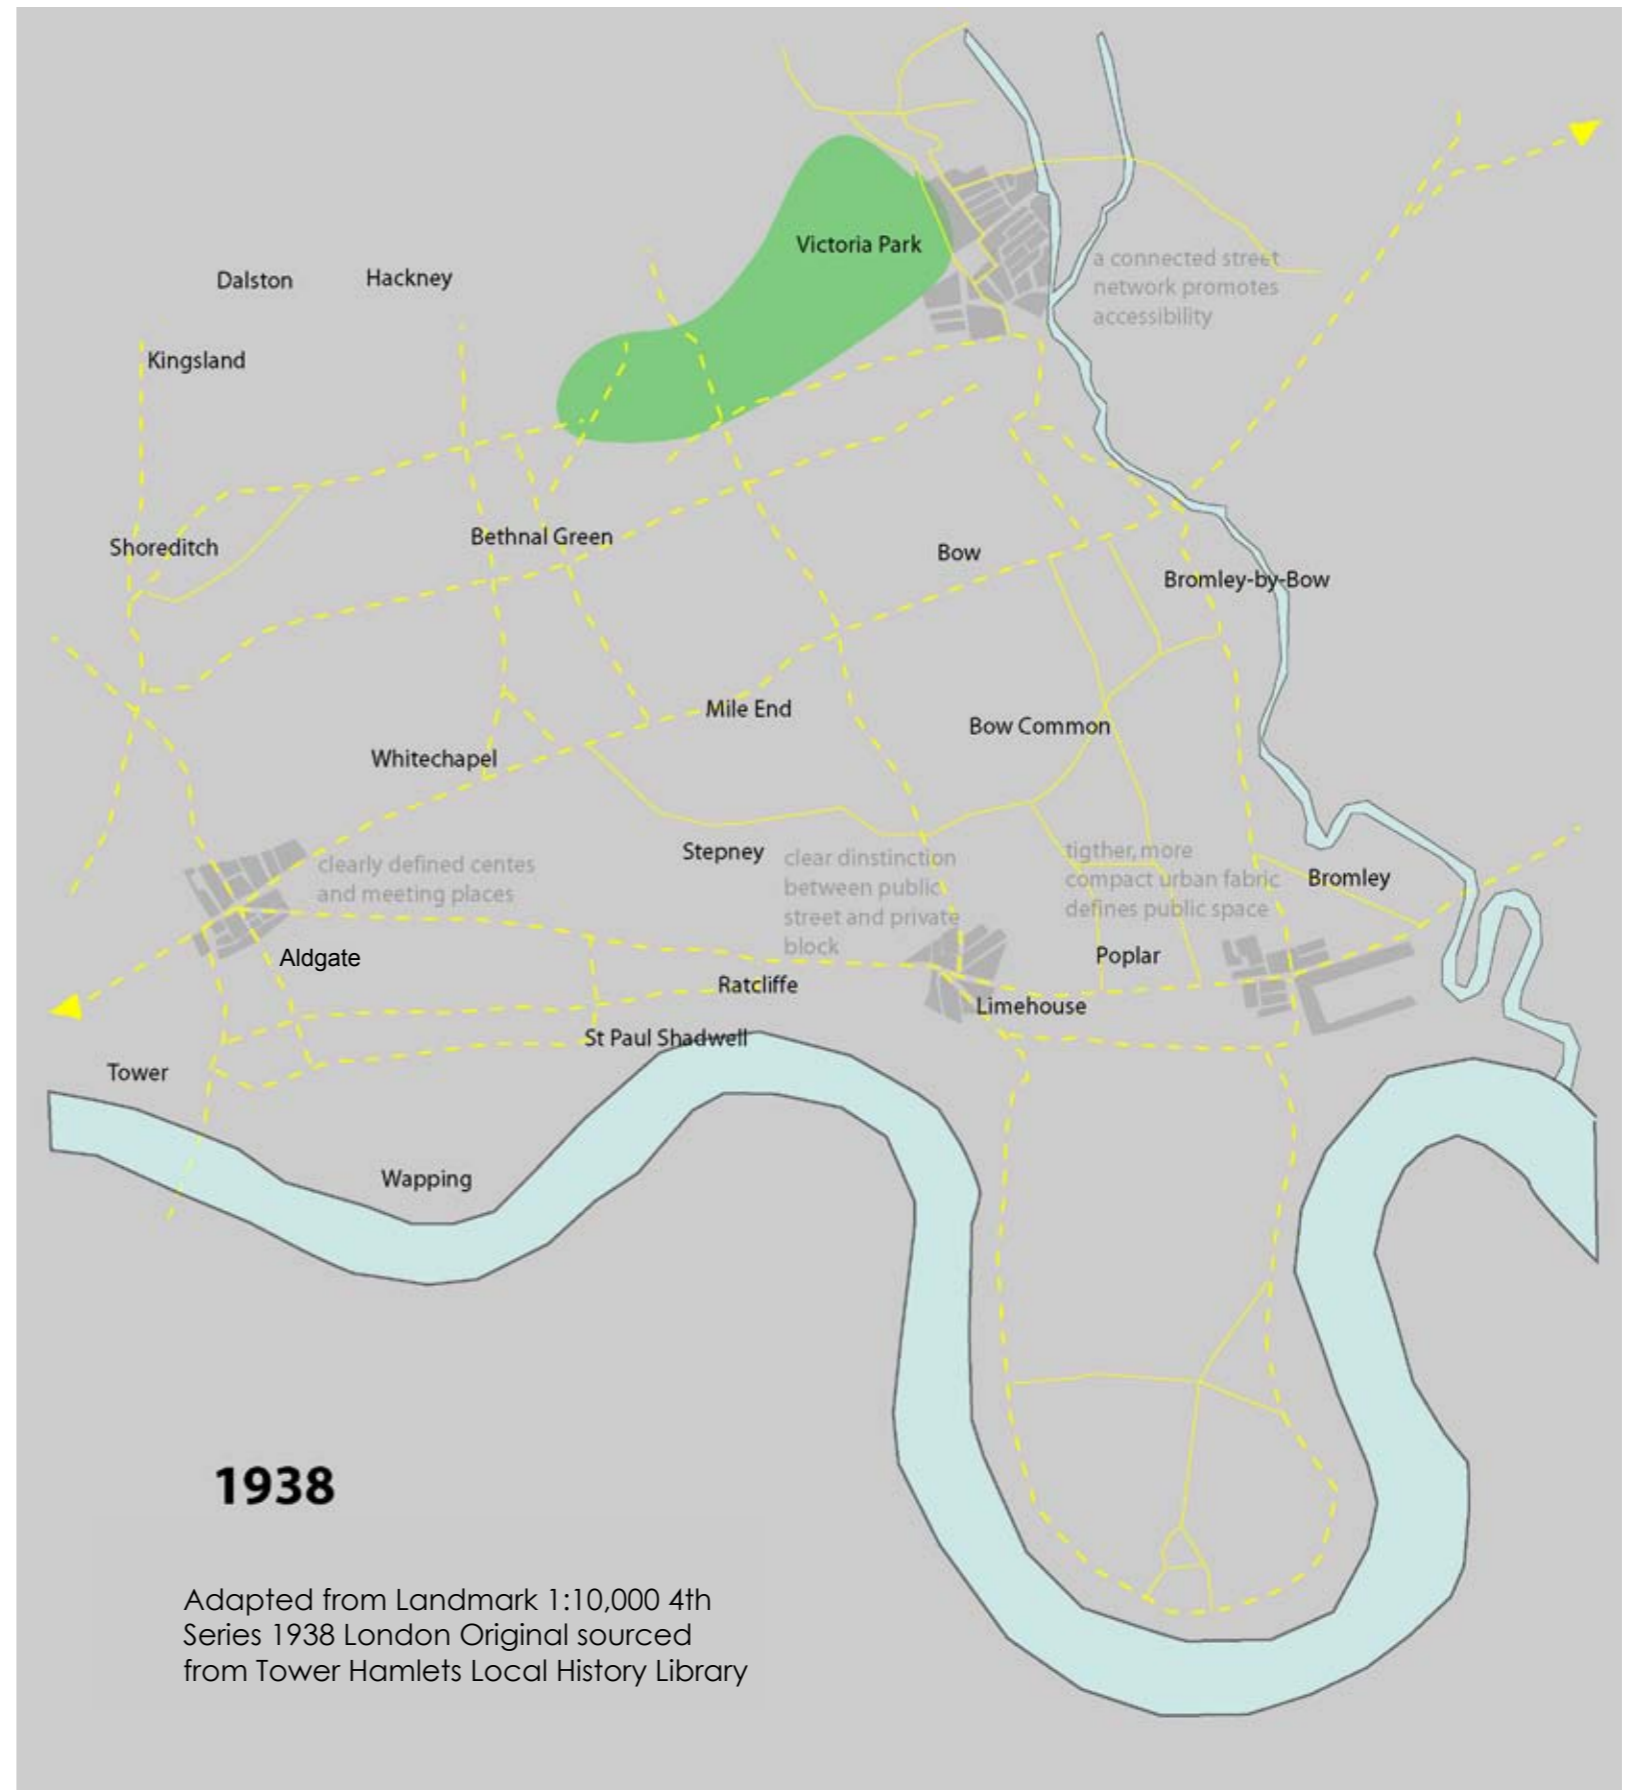 Victoria Park
Dalston
Hackney
a connected street
network promotes
accessibility
Kingsland
Shoreditch
Bethnal Green
Bow
Bromley-by-Bow
Mile End
Bow Common
Whitechapel
Stepney
clearly defined centes
and meeting places
clear dinstinction
between public
street and private
block
tigther, more
compact urban fabric
defines public space
Bromley
Aldgate
Poplar
Ratcliffe
Limehouse
St Paul Shadwell
Tower
Wapping
1938
Adapted from Landmark 1:10,000 4th
Series 1938 London Original sourced
from Tower Hamlets Local History Library